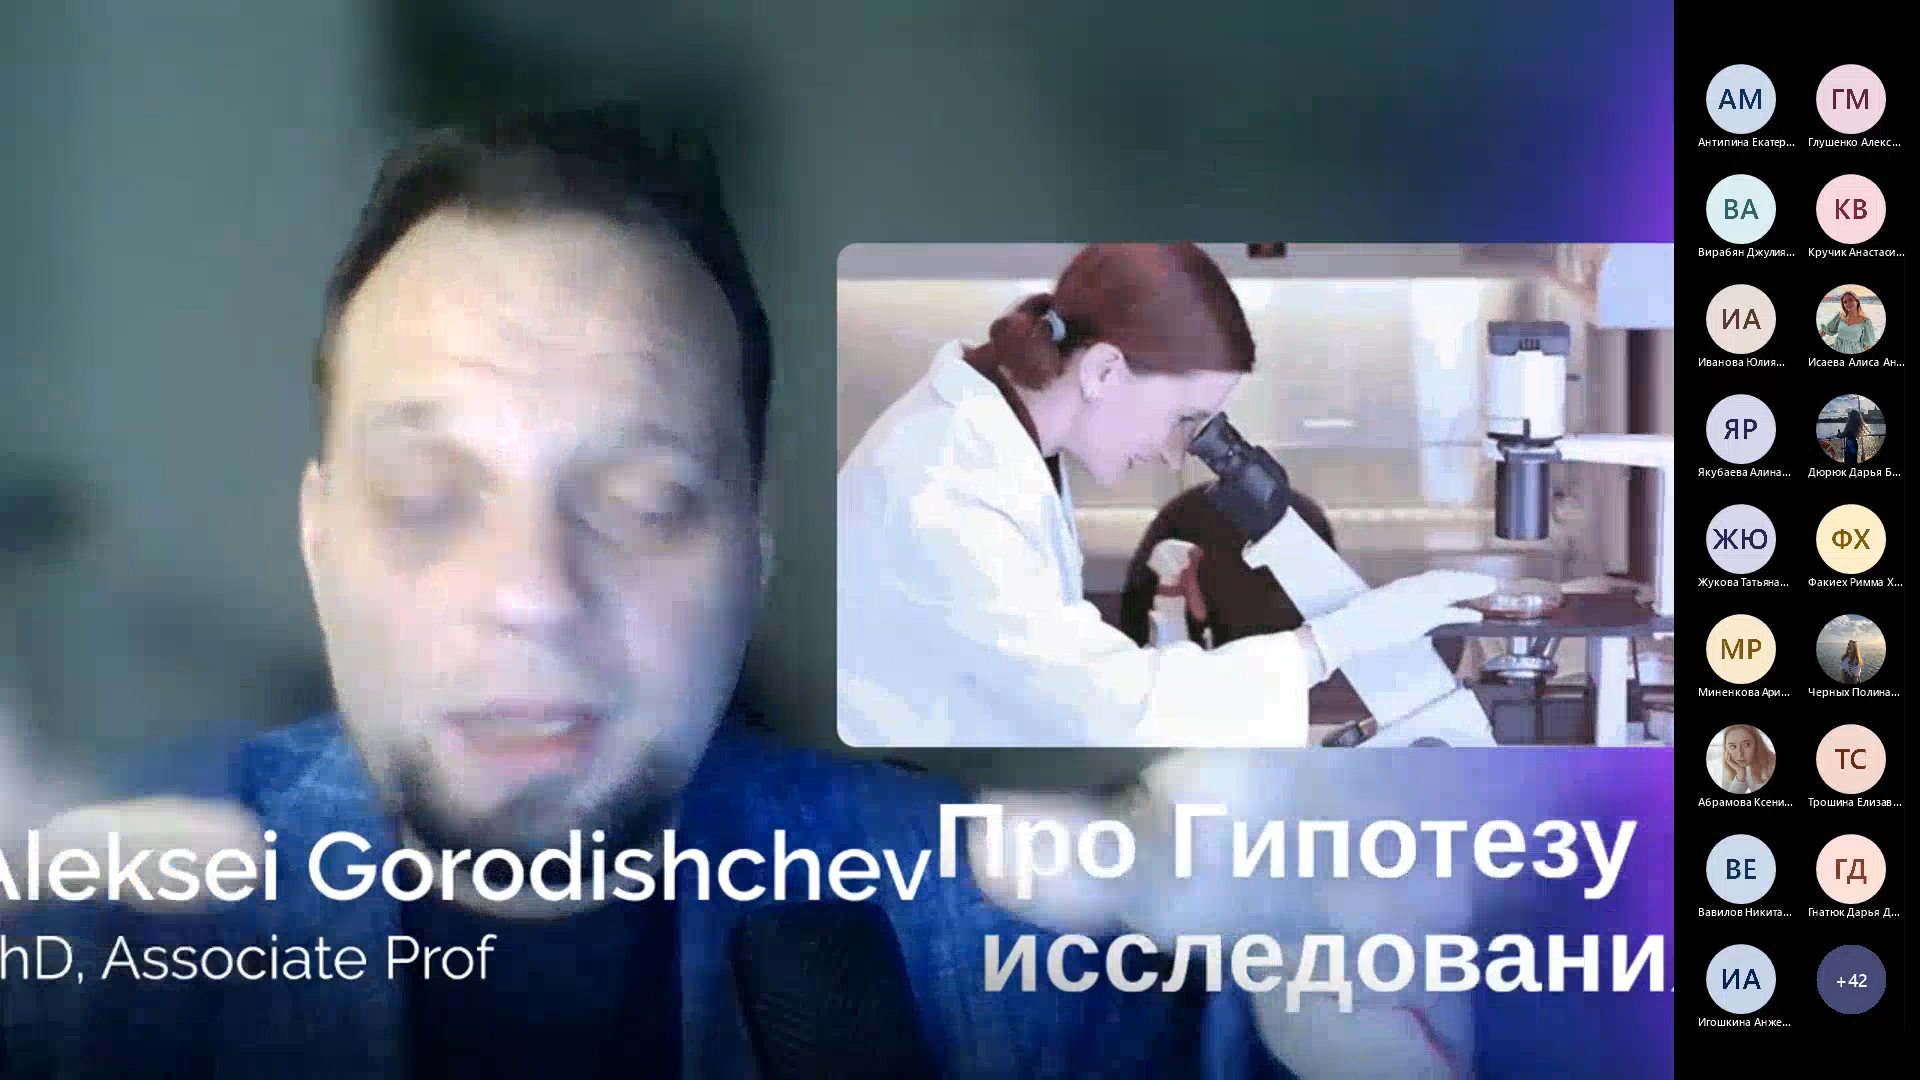 Aleksei Gorodishchev
hD, Associate Prof
Про Гипотезу
исследовани
АМ
Антипина Екатер...
ГМ
Глушенко Алекс...
ВА
Вирабян Джулия...
КВ
Кручик Анастаси...
ИА
Иванова Юлия...
Исаева Алиса Ан...
ЯР
Якубаева Алина...
Дюрюк Дарья Б...
ЖЮ
Жукова Татьяна...
ФХ
Факиех Римма Х...
МР
Миненкова Ари...
Черных Полина...
Абрамова Ксени...
ТС
Трошина Елизав...
ВЕ
Вавилов Никита...
ГД
Гнатюк Дарья Д...
ИА
Игошкина Анже...
+42